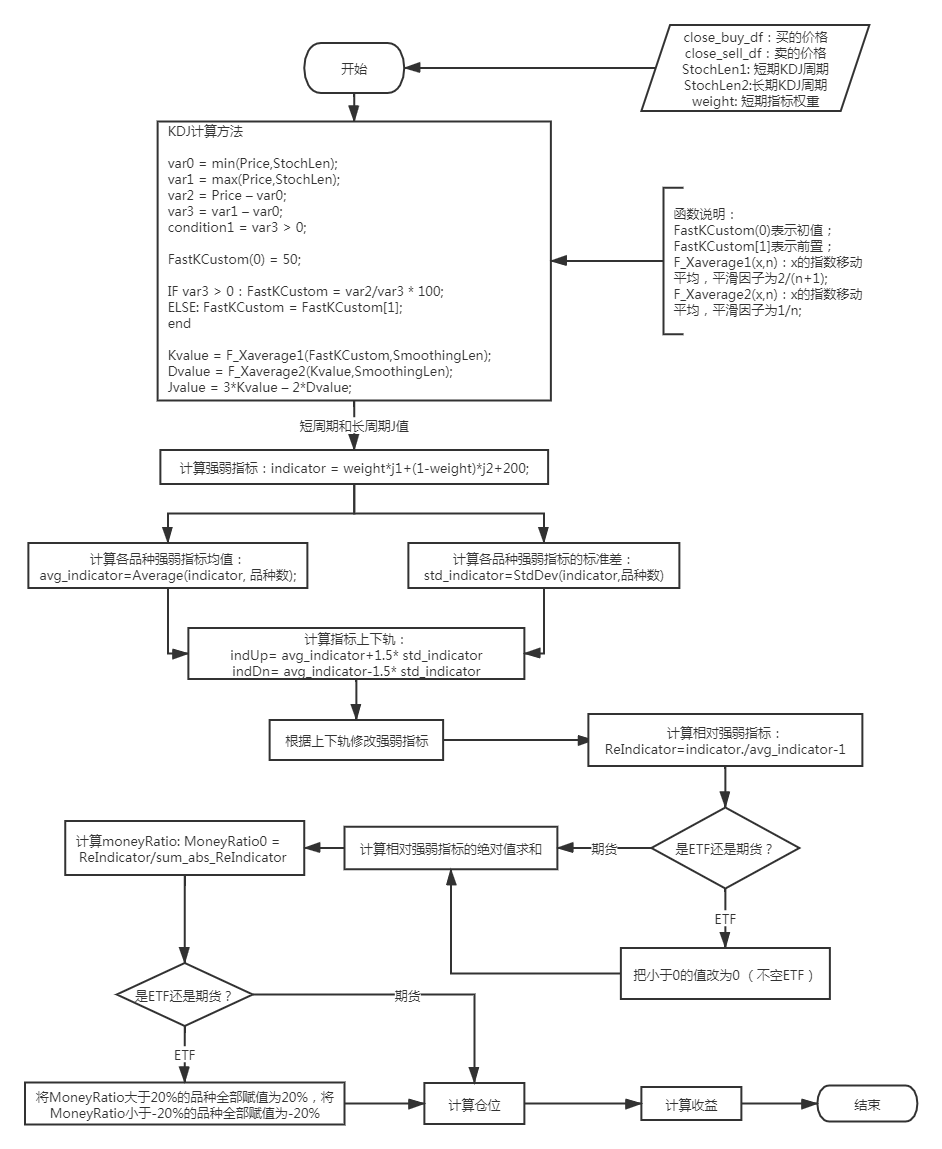 close_buy_df：买的价格
close_sell_df：卖的价格
StochLen1: 短期KDJ周期
StochLen2:长期KDJ周期
weight: 短期指标权重
开始
KDJ计算方法
var0 = min(Price,StochLen);
var1 = max(Price,StochLen);
var2 = Price – var0;
var3 = var1 – var0;
condition1 = var3 > 0;
FastKCustom(0) = 50;
IF var3 > 0 : FastKCustom = var2/var3 * 100;
ELSE: FastKCustom = FastKCustom[1];
end
Kvalue = F_Xaverage1(FastKCustom,SmoothingLen);
Dvalue = F_Xaverage2(Kvalue,SmoothingLen);
Jvalue = 3*Kvalue – 2*Dvalue;
函数说明：
FastKCustom(0)表示初值；
FastKCustom[1]表示前置；
F_Xaverage1(x,n)：x的指数移动
平均，平滑因子为2/(n+1);
F_Xaverage2(x,n)：x的指数移动
平均，平滑因子为1/n;
短周期和长周期J值
计算强弱指标：indicator = weight*j1+(1-weight)*j2+200;
计算各品种强弱指标均值：
avg_indicator=Average(indicator, 品种数);
计算各品种强弱指标的标准差：
std_indicator=StdDev(indicator,品种数)
计算指标上下轨：
indUp= avg_indicator+1.5* std_indicator
indDn= avg_indicator-1.5* std_indicator
根据上下轨修改强弱指标
计算相对强弱指标：
ReIndicator=indicator./avg_indicator-1
是ETF还是期货？
期货
ETF
把小于0的值改为0 （不空ETF）
计算相对强弱指标的绝对值求和
计算moneyRatio: MoneyRatio0 =
ReIndicator/sum_abs_ReIndicator
是ETF还是期货？
期货
ETF
将MoneyRatio大于20%的品种全部赋值为20%，将
MoneyRatio小于-20%的品种全部赋值为-20%
计算仓位
计算收益
结束